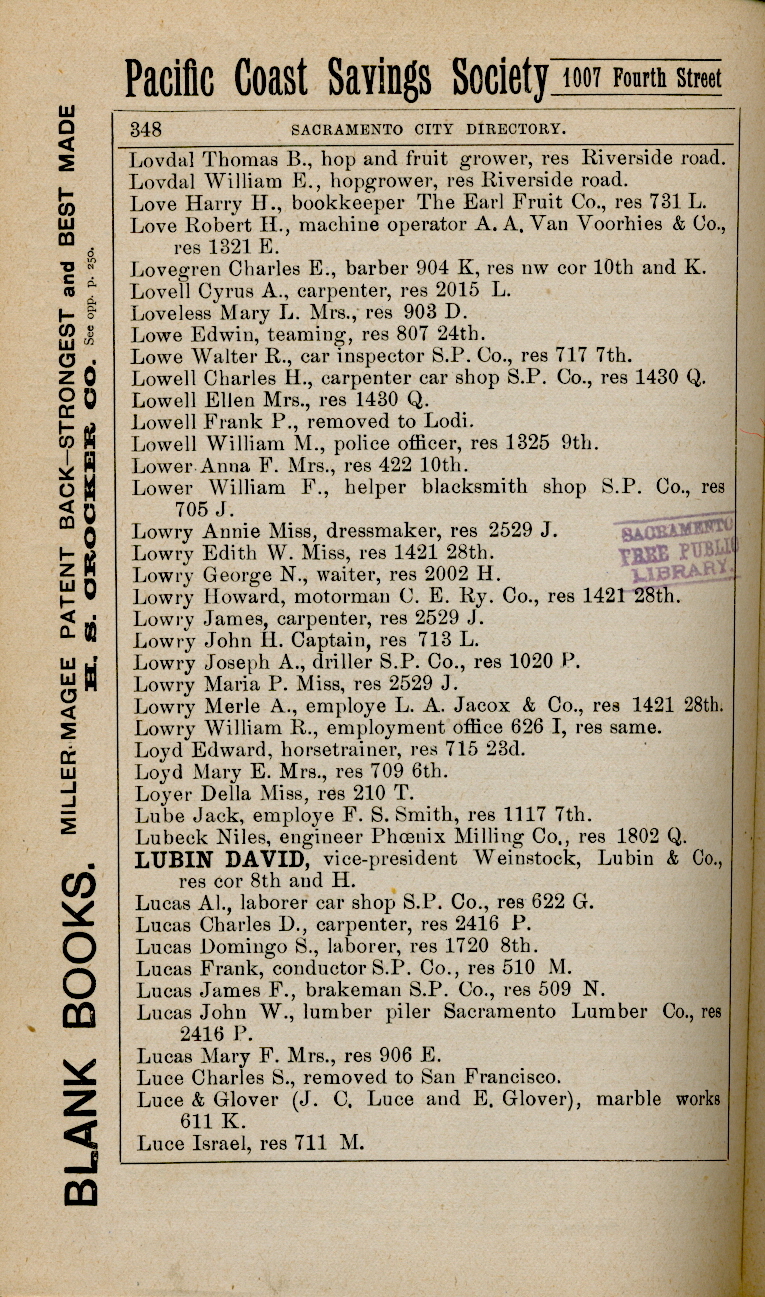 Pacific Coast Savings Society 1007 Fourth Street
348 SACRAMENTO CITY DIRECTORY.
Lovdal Thomas B., hop and fruit grower, res Riverside road.
Lovdal William E., hopgrower, res Riverside road.
Love Harry H., bookkeeper The Earl Fruit Co., res 731 L.
Love Robert H., machine operator A. A. Van Voorhies & Co.,
res 1321 E.
Lovegren Charles E., barber 904 K, res nw cor 10th and K.
Lovell Cyrus A., carpenter, res 2015 L.
Loveless Mary L. Mrs., res 903 D.
Lowe Edwin, teaming, res 807 24th.
Lowe Walter R., car inspector S.P. Co., res 717 7th.
Lowell Charles H., carpenter car shop S.P. Co., res 1430 Q.
Lowell Ellen Mrs., res 1430 Q.
Lowell Frank P., removed to Lodi.
Lowell William M., police officer, res 1325 9th.
Lower Anna F. Mrs., res 422 10th.
Lower William F., helper blacksmith shop S.P. Co., res
705 J.
Lowry Annie Miss, dressmaker, res 2529 J.
Lowry Edith W. Miss, res 1421 28th.
Lowry George N., waiter, res 2002 H.
Lowry Howard, motorman C. E. Ry. Co., res 1421 28th.
Lowry James, carpenter, res 2529 J.
Lowry John H. Captain, res 713 L.
Lowry Joseph A., driller S.P. Co., res 1020 P.
Lowry Maria P. Miss, res 2529 J.
Lowry Merle A., employe L. A. Jacox & Co., res 1421 28th.
Lowry William R., employment office 626 I, res same.
Loyd Edward, horsetrainer, res 715 23d.
Loyd Mary E. Mrs., res 709 6th.
Loyer Della Miss, res 210 T.
Lube Jack, employe F. S. Smith, res 1117 7th.
Lubeck Niles, engineer Phœnix Milling Co., res 1802 Q.
LUBIN DAVID, vice-president Weinstock, Lubin & Co.,
res cor 8th and H.
Lucas Al., laborer car shop S.P. Co., res 622 G.
Lucas Charles D., carpenter, res 2416 P.
Lucas Domingo S., laborer, res 1720 8th.
Lucas Frank, conductor S.P. Co., res 510 M.
Lucas James F., brakeman S.P. Co., res 509 N.
Lucas John W., lumber piler Sacramento Lumber Co., res
2416 P.
Lucas Mary F. Mrs., res 906 E.
Luce Charles S., removed to San Francisco.
Luce & Glover (J. C. Luce and E. Glover), marble works
611 K.
Luce Israel, res 711 M.
SACRAMENTO
FREE PUBLIC
LIBRARY.
BLANK BOOKS. MILLER-MAGEE PATENT BACK—STRONGEST and BEST MADE
H. S. CROCKER CO. See opp. p. 250.